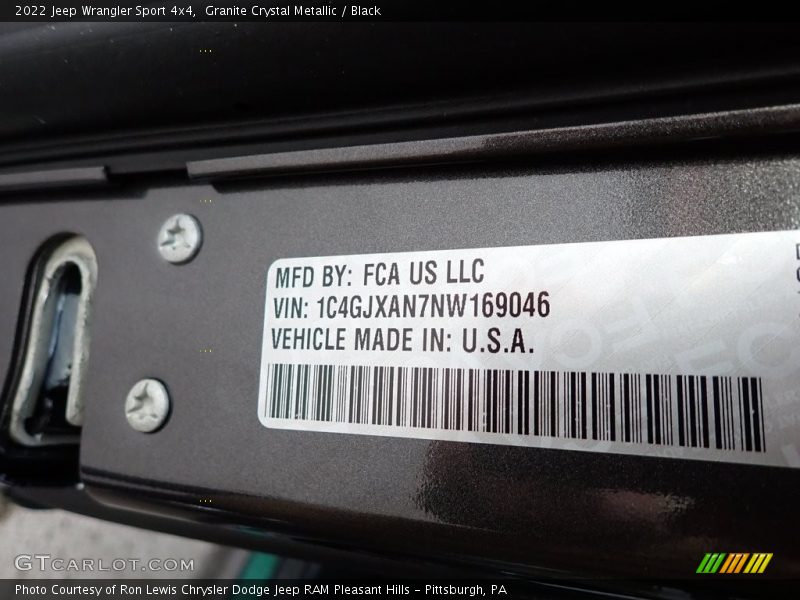 2022 Jeep Wrangler Sport 4x4, Granite Crystal Metallic / Black
MFD BY: FCA US LLC
VIN: 1C4GJXAN7NW169046
VEHICLE MADE IN: U.S.A.
GTCARLOT.COM
Photo Courtesy of Ron Lewis Chrysler Dodge Jeep RAM Pleasant Hills - Pittsburgh, PA